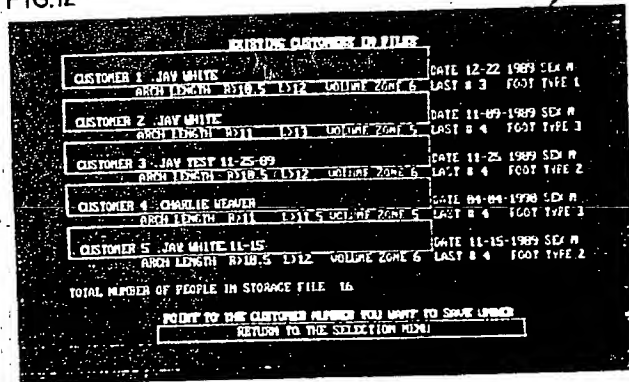 FIG.12
EXISTING CUSTOMERS IN FILES
CUSTOMER 1 JAY WHITE
DATE 12-22 1989 SEX M
ARCH LENGTH R>10.5 L>12 VOLUME ZONE 6 LAST # 3 FOOT TYPE 1
CUSTOMER 2 JAY WHITE
DATE 11-09-1989 SEX M
ARCH LENGTH R>11 L>13 VOLUME ZONE 5 LAST # 4 FOOT TYPE 3
CUSTOMER 3 JAY TEST 11-25-89
DATE 11-25 1989 SEX M
ARCH LENGTH R>10.5 L>12 VOLUME ZONE 6 LAST # 4 FOOT TYPE 2
CUSTOMER 4 CHARLIE WEAVER
DATE 04-04-1990 SEX M
ARCH LENGTH R>11 L>11 5 VOLUME ZONE 5 LAST # 4 FOOT TYPE 3
CUSTOMER 5 JAY WHITE 11-15
DATE 11-15-1989 SEX M
ARCH LENGTH R>10.5 L>12 VOLUME ZONE 6 LAST # 4 FOOT TYPE 2
TOTAL NUMBER OF PEOPLE IN STORAGE FILE 16
POINT TO THE CUSTOMER NUMBER YOU WANT TO SAVE UNDER
RETURN TO THE SELECTION MENU